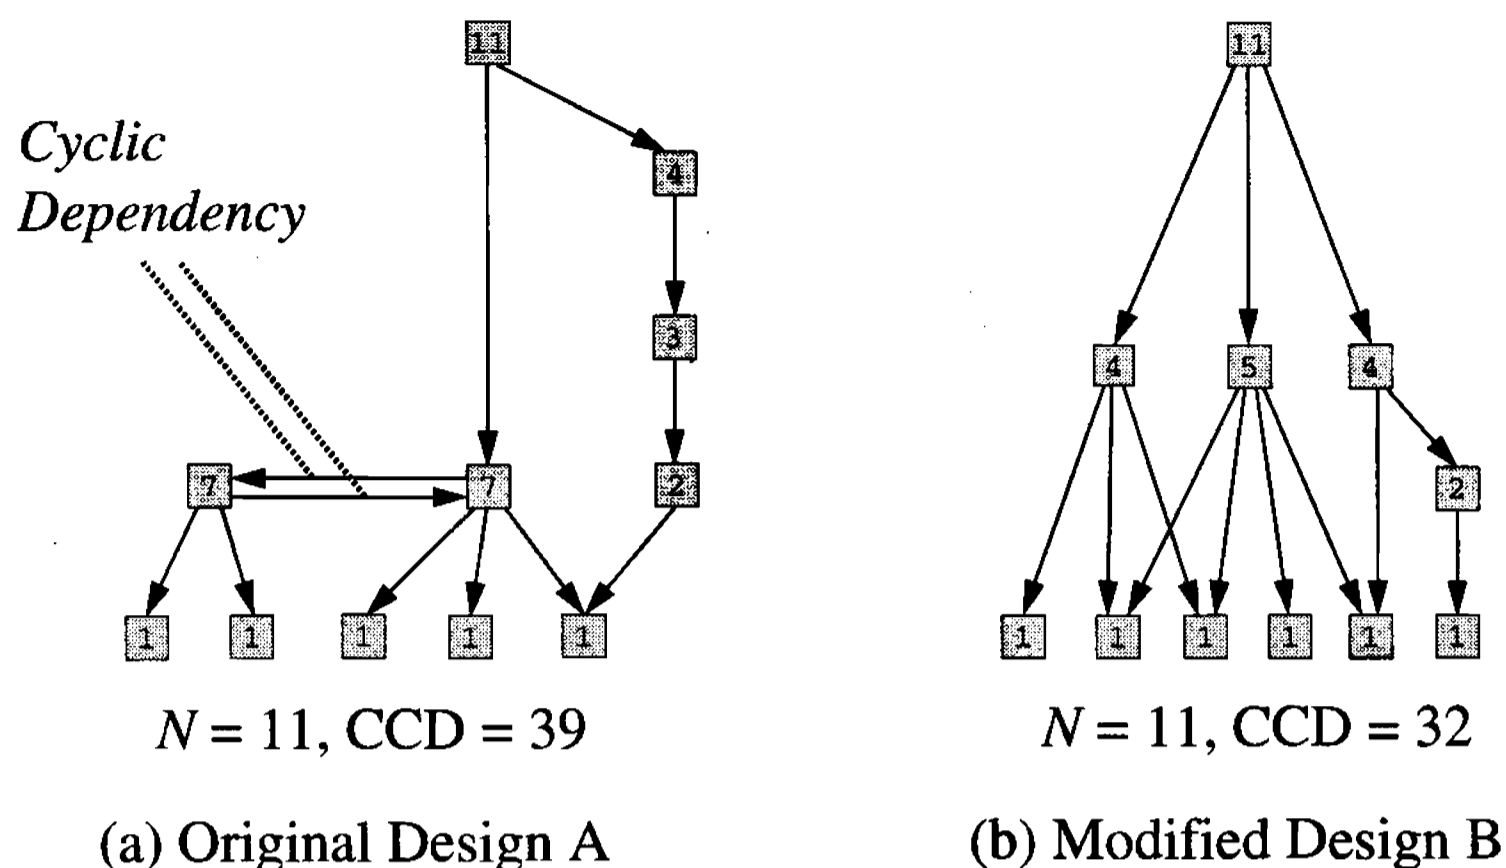 11
4
3
7 7 2
1 1 1 1 1
Cyclic
Dependency
N = 11, CCD = 39
(a) Original Design A
11
4 5 4
2
1 1 1 1 1 1
N = 11, CCD = 32
(b) Modified Design B